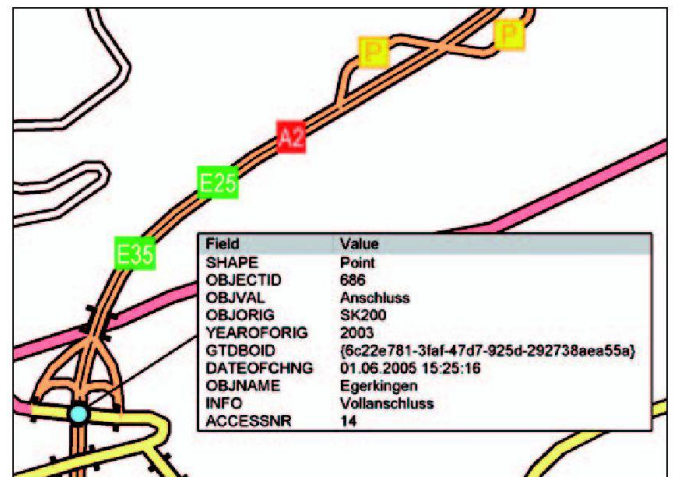 P
P
A2
E25
E35
Field Value
SHAPE Point
OBJECTID 686
OBJVAL Anschluss
OBJORIG SK200
YEAROFORIG 2003
GTDBOID {6c22e781-3faf-47d7-925d-292738aea55a}
DATEOFCHNG 01.06.2005 15:25:16
OBJNAME Egerkingen
INFO Vollanschluss
ACCESSNR 14